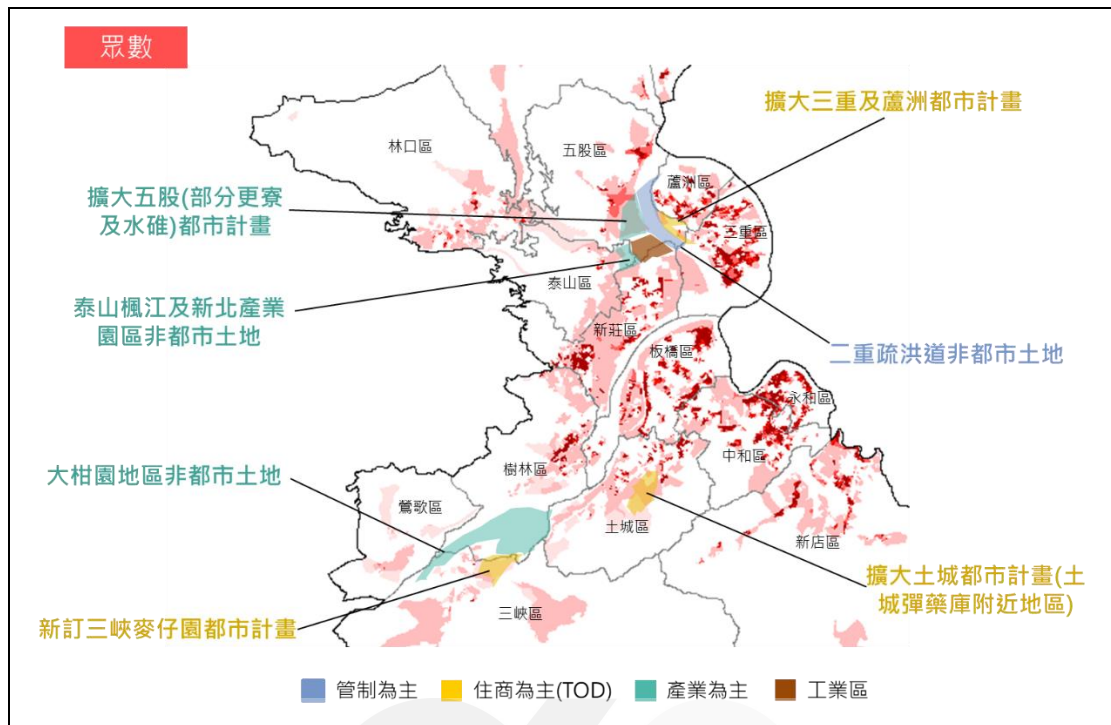 眾數
擴大三重及蘆洲都市計畫
林口區
五股區
蘆洲區
擴大五股(部分更寮
及水碓)都市計畫
三重區
泰山區
泰山楓江及新北產業
園區非都市土地
新莊區
板橋區
二重疏洪道非都市土地
永和區
中和區
樹林區
大柑園地區非都市土地
鶯歌區
土城區
新店區
擴大土城都市計畫(土
城彈藥庫附近地區)
三峽區
新訂三峽麥仔園都市計畫
管制為主
住商為主(TOD)
產業為主
工業區